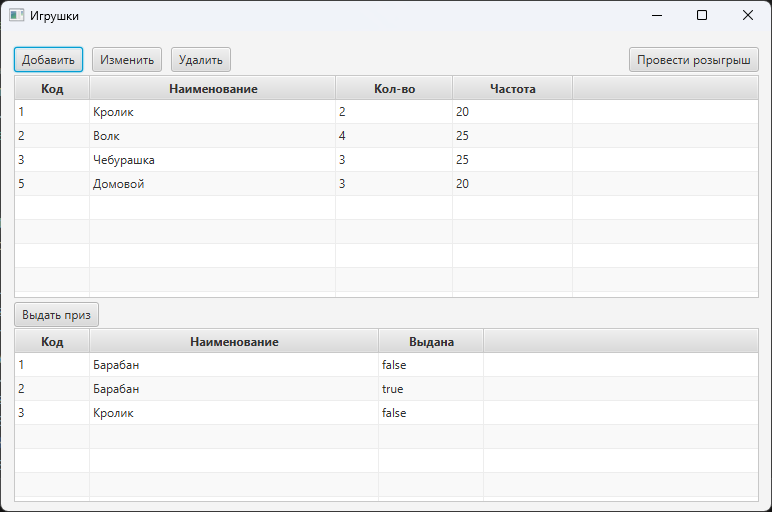 Игрушки
Добавить Изменить Удалить Провести розыгрыш
Код Наименование Кол-во Частота
1 Кролик 2 20
2 Волк 4 25
3 Чебурашка 3 25
5 Домовой 3 20
Выдать приз
Код Наименование Выдана
1 Барабан false
2 Барабан true
3 Кролик false